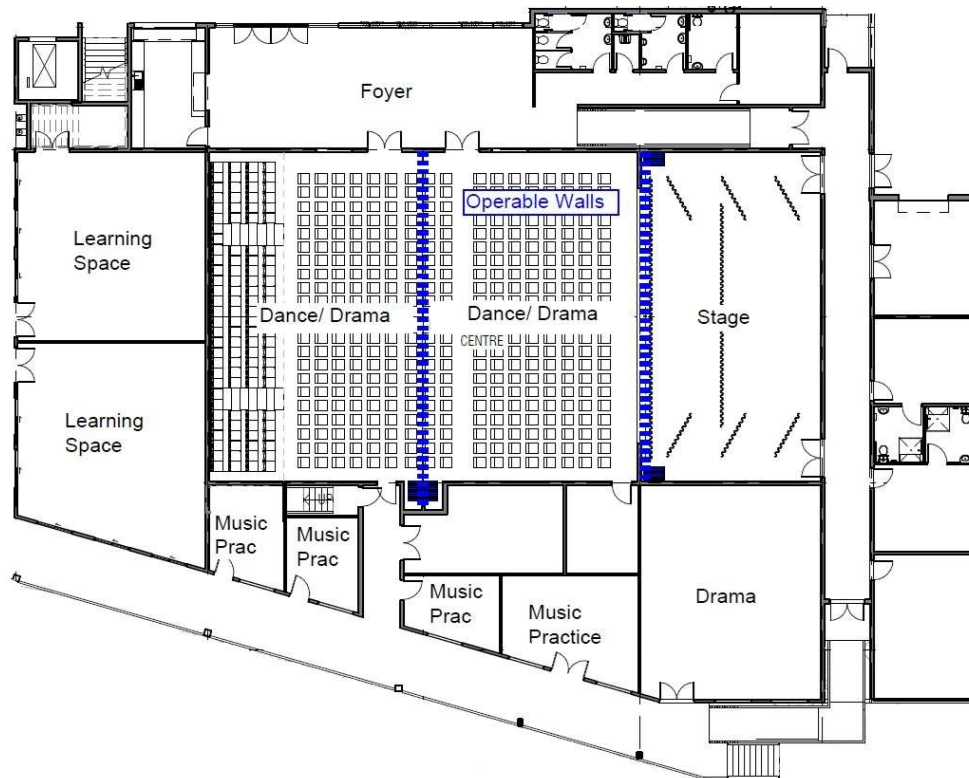 Foyer
Operable Walls
Learning
Space
Dance/ Drama
Dance/ Drama
Stage
CENTRE
Learning
Space
UP
Music
Prac
Music
Prac
Music
Prac
Music
Practice
Drama